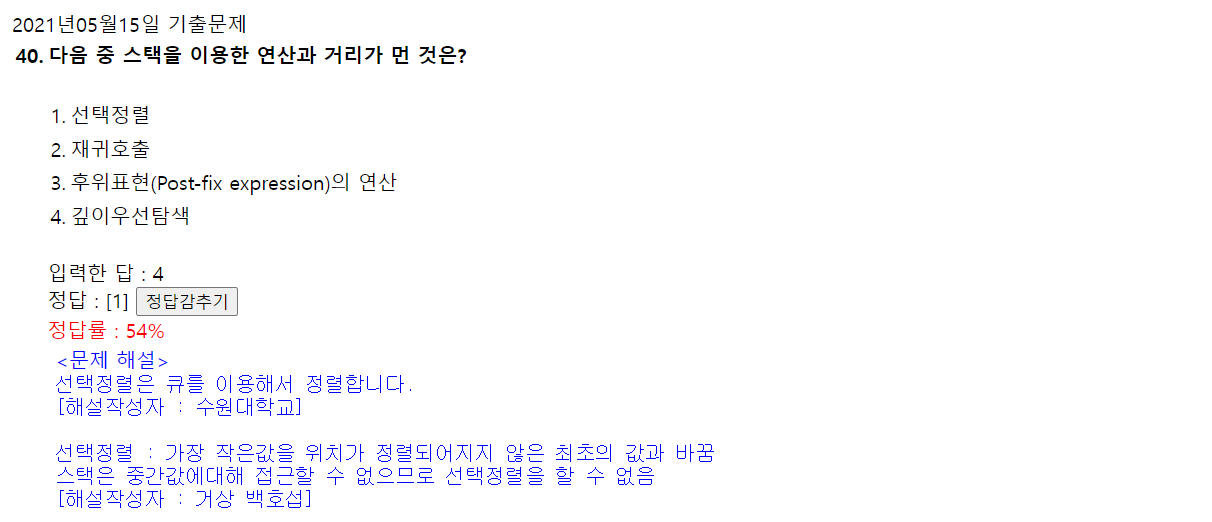 2021년05월15일 기출문제
40. 다음 중 스택을 이용한 연산과 거리가 먼 것은?
1. 선택정렬
2. 재귀호출
3. 후위표현(Post-fix expression)의 연산
4. 깊이우선탐색
입력한 답 : 4
정답 : [1] 정답감추기
정답률 : 54%
<문제 해설>
선택정렬은 큐를 이용해서 정렬합니다.
[해설작성자 : 수원대학교]
선택정렬 : 가장 작은값을 위치가 정렬되어지지 않은 최초의 값과 바꿈
스택은 중간값에대해 접근할 수 없으므로 선택정렬을 할 수 없음
[해설작성자 : 거상 백호섭]